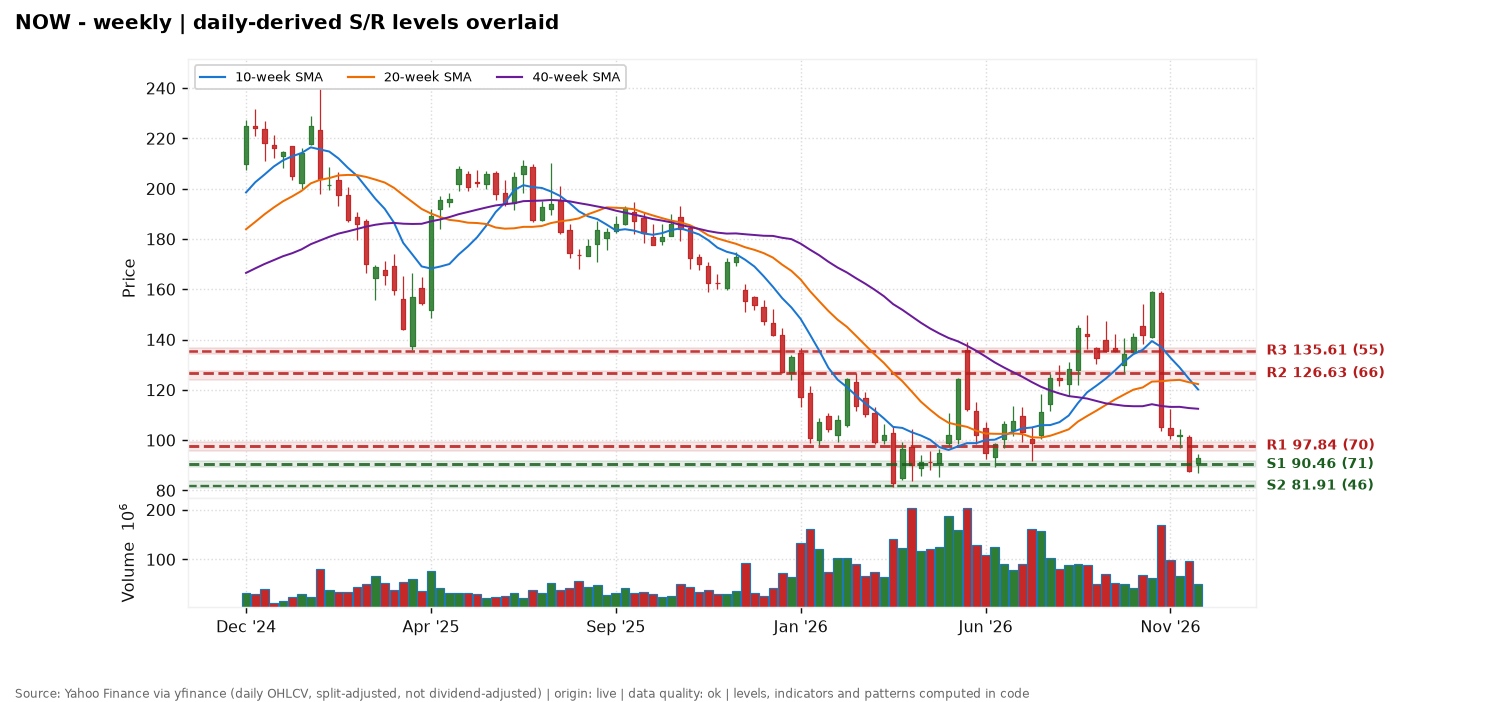 NOW - weekly | daily-derived S/R levels overlaid
10-week SMA
20-week SMA
40-week SMA
Price
240
220
200
180
160
140
120
100
80
R3 135.61 (55)
R2 126.63 (66)
R1 97.84 (70)
S1 90.46 (71)
S2 81.91 (46)
Volume 10⁶
200
100
Dec '24
Apr '25
Sep '25
Jan '26
Jun '26
Nov '26
Source: Yahoo Finance via yfinance (daily OHLCV, split-adjusted, not dividend-adjusted) | origin: live | data quality: ok | levels, indicators and patterns computed in code